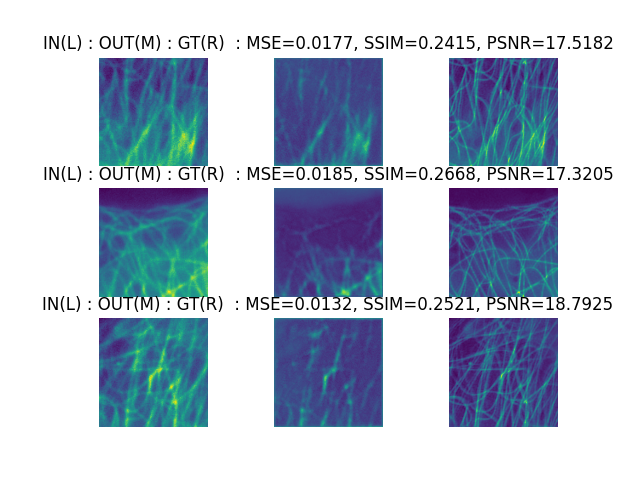 IN(L) : OUT(M) : GT(R)  : MSE=0.0177, SSIM=0.2415, PSNR=17.5182
IN(L) : OUT(M) : GT(R)  : MSE=0.0185, SSIM=0.2668, PSNR=17.3205
IN(L) : OUT(M) : GT(R)  : MSE=0.0132, SSIM=0.2521, PSNR=18.7925